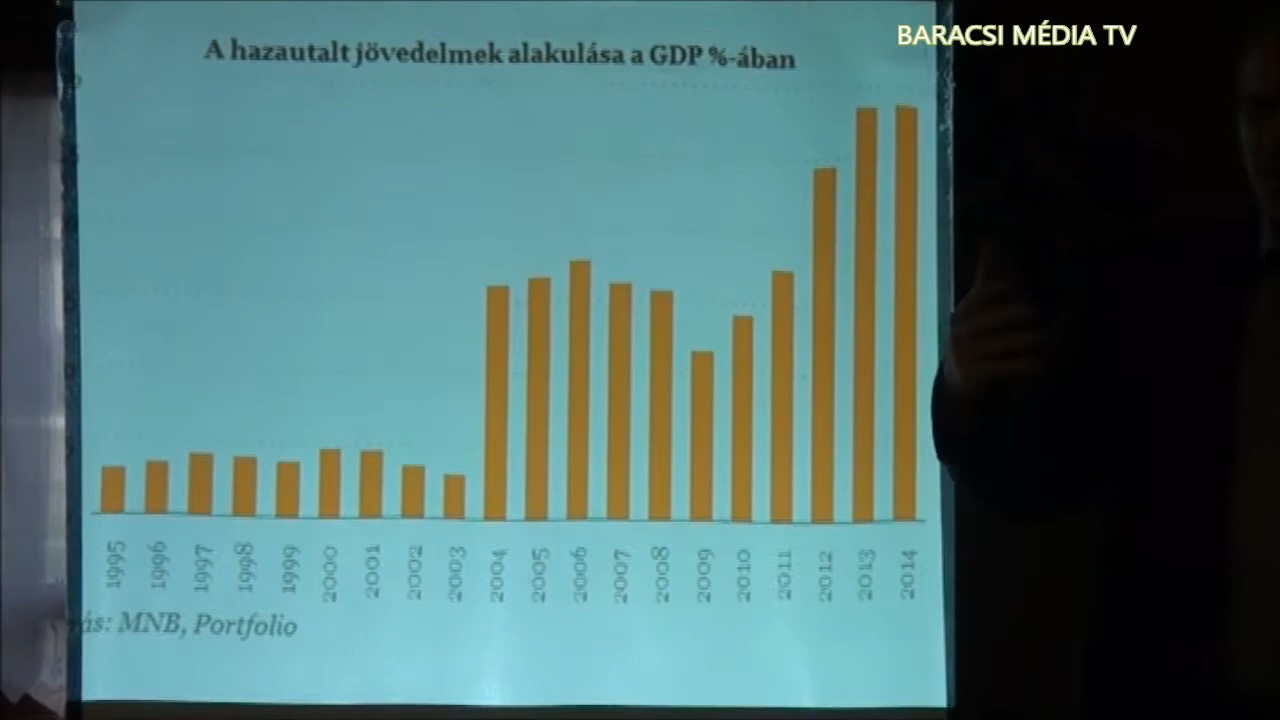 BARACSI MÉDIA TV
A hazautalt jövedelmek alakulása a GDP %-ában
1995 1996 1997 1998 1999 2000 2001 2002 2003 2004 2005 2006 2007 2008 2009 2010 2011 2012 2013 2014
MNB, Portfolio